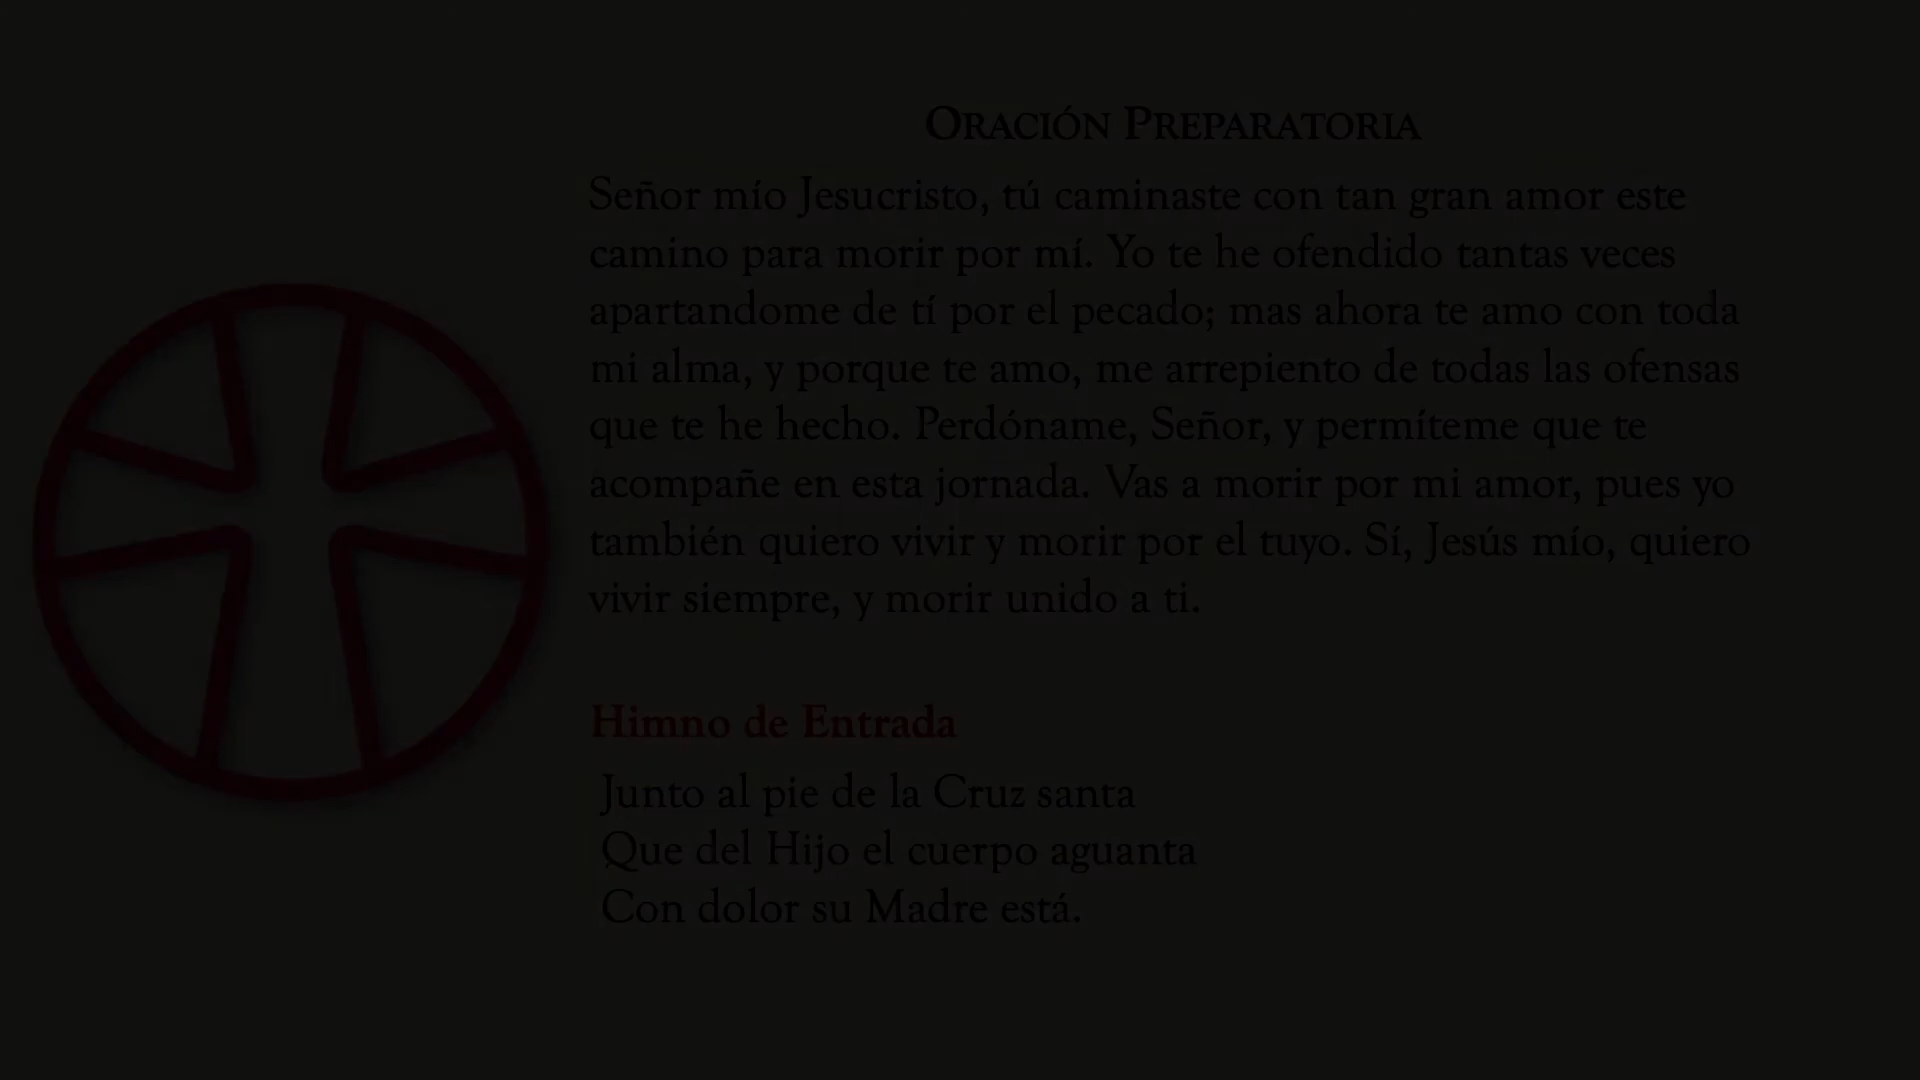 ORACIÓN PREPARATORIA
Señor mío Jesucristo, tú caminaste con tan gran amor este
camino para morir por mí. Yo te he ofendido tantas veces
apartandome de tí por el pecado; mas ahora te amo con toda
mi alma, y porque te amo, me arrepiento de todas las ofensas
que te he hecho. Perdóname, Señor, y permíteme que te
acompañe en esta jornada. Vas a morir por mi amor, pues yo
también quiero vivir y morir por el tuyo. Sí, Jesús mío, quiero
vivir siempre, y morir unido a ti.
Himno de Entrada
Junto al pie de la Cruz santa
Que del Hijo el cuerpo aguanta
Con dolor su Madre está.